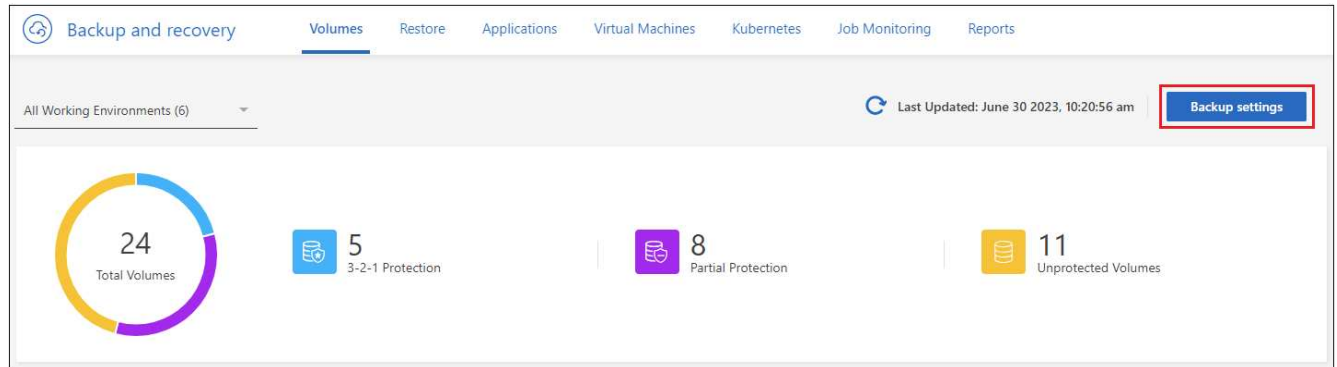 Backup and recovery Volumes Restore Applications Virtual Machines Kubernetes Job Monitoring Reports
All Working Environments (6) Last Updated: June 30 2023, 10:20:56 am Backup settings
24
Total Volumes
5
3-2-1 Protection
8
Partial Protection
11
Unprotected Volumes